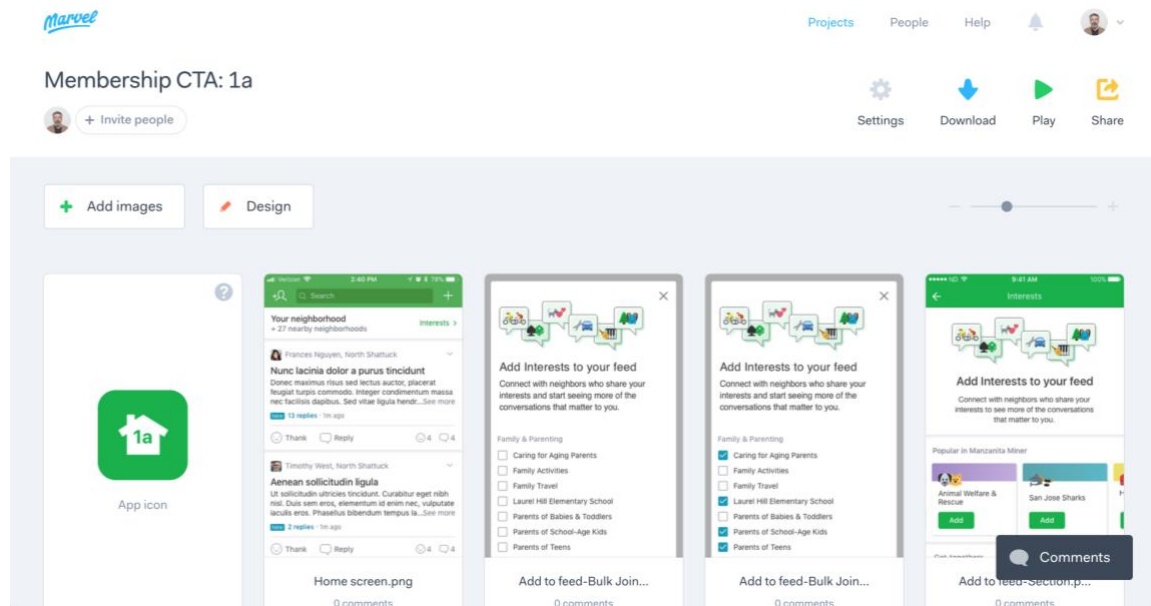 Marvel
Projects People Help
Membership CTA: 1a
+ Invite people
Settings Download Play Share
+ Add images
Design
1a
App icon
Verizon 2:40 PM 78%
Search
Your neighborhood
+ 27 nearby neighborhoods
Interests >
Frances Nguyen, North Shattuck
Nunc lacinia dolor a purus tincidunt
Donec maximus risus sed lectus auctor, placerat
feugiat turpis commodo. Integer condimentum massa
nec facilisis dapibus. Sed vitae ligula hendr...See more
13 replies · 1m ago
Thank Reply 4 4
Timothy West, North Shattuck
Aenean sollicitudin ligula
Ut sollicitudin ultricies tincidunt. Curabitur eget nibh
nisl. Duis sem eros, elementum id enim nec, vulputate
iaculis eros. Phasellus bibendum tempus la...See more
2 replies · 1m ago
Thank Reply 4 4
Home screen.png
0 comments
Add Interests to your feed
Connect with neighbors who share your
interests and start seeing more of the
conversations that matter to you.
Family & Parenting
Caring for Aging Parents
Family Activities
Family Travel
Laurel Hill Elementary School
Parents of Babies & Toddlers
Parents of School-Age Kids
Parents of Teens
Add to feed-Bulk Join...
0 comments
Add Interests to your feed
Connect with neighbors who share your
interests and start seeing more of the
conversations that matter to you.
Family & Parenting
Caring for Aging Parents
Family Activities
Family Travel
Laurel Hill Elementary School
Parents of Babies & Toddlers
Parents of School-Age Kids
Parents of Teens
Add to feed-Bulk Join...
0 comments
ND 9:41 AM 100%
Interests
Add Interests to your feed
Connect with neighbors who share your
interests to see more of the conversations
that matter to you.
Popular in Manzanita Miner
Animal Welfare &
Rescue
Add
San Jose Sharks
Add
Comments
Add to feed-Section.p...
0 comments